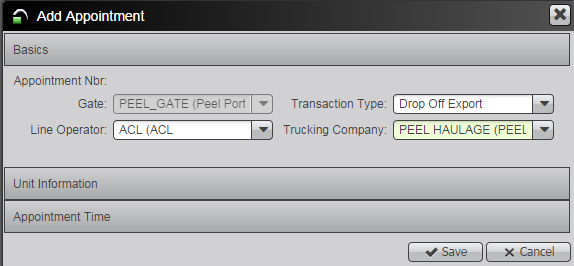 Add Appointment
Basics
Appointment Nbr:
Gate: PEEL_GATE (Peel Port Transaction Type: Drop Off Export
Line Operator: ACL (ACL Trucking Company: PEEL HAULAGE (PEEL
Unit Information
Appointment Time
Save Cancel